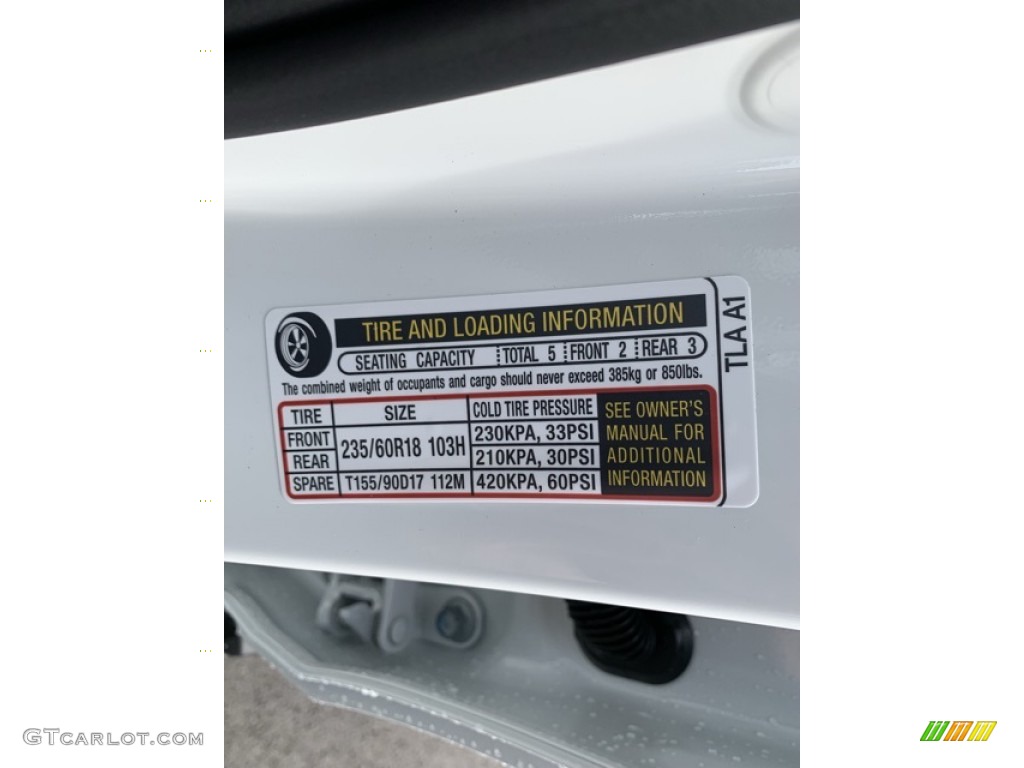 TIRE AND LOADING INFORMATION
SEATING CAPACITY TOTAL 5 FRONT 2 REAR 3
The combined weight of occupants and cargo should never exceed 385kg or 850lbs.
TIRE SIZE COLD TIRE PRESSURE
FRONT 235/60R18 103H 230KPA, 33PSI
REAR 210KPA, 30PSI
SPARE T155/90D17 112M 420KPA, 60PSI
SEE OWNER'S
MANUAL FOR
ADDITIONAL
INFORMATION
TLA A1
GTCARLOT.COM